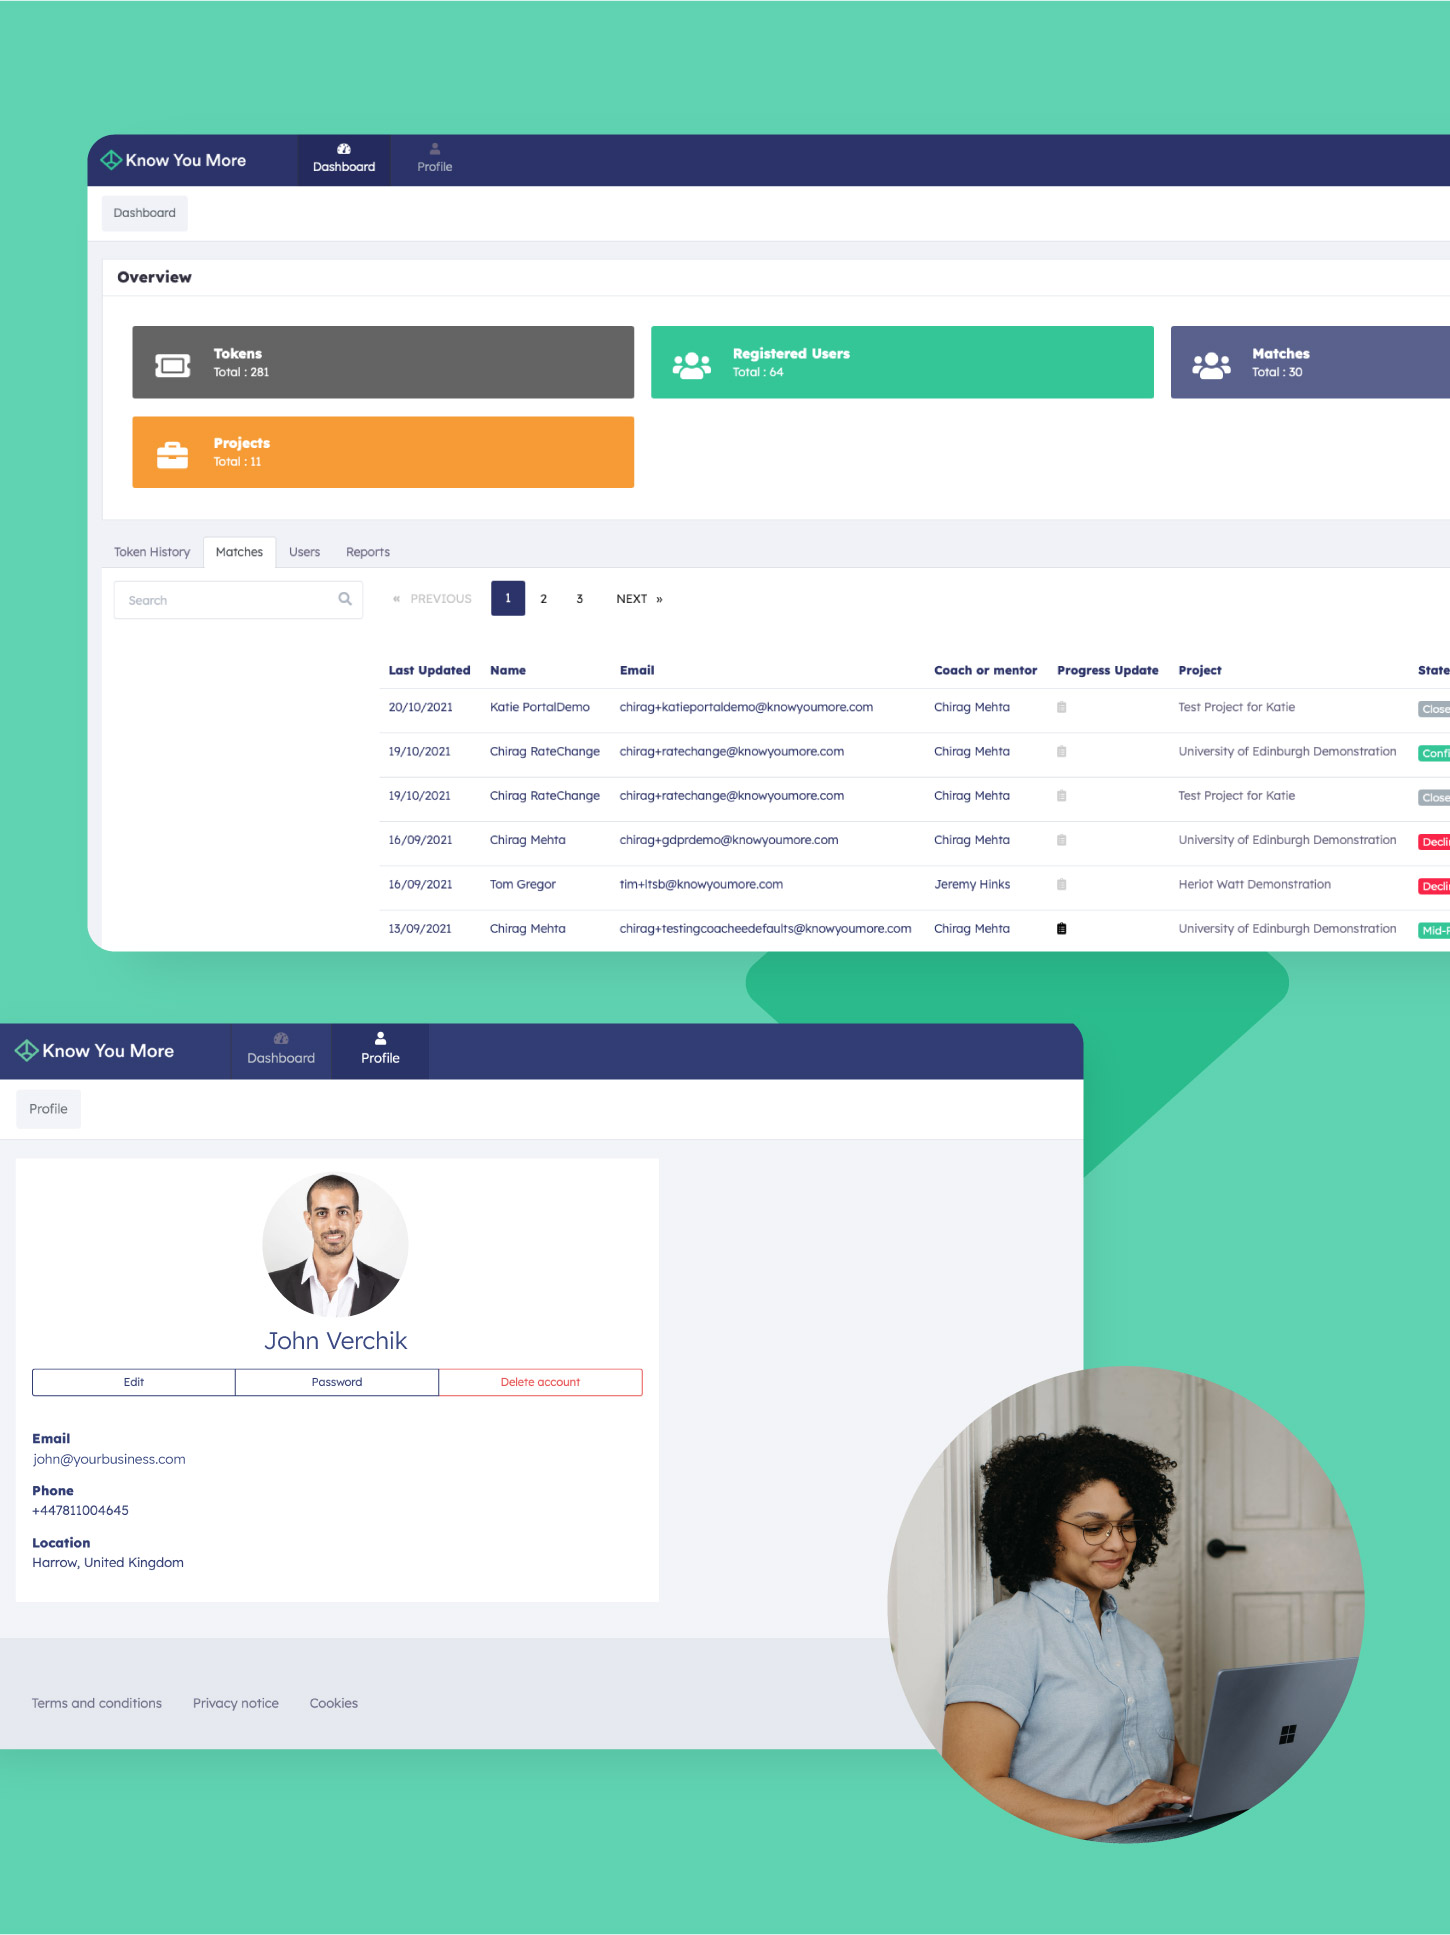 Know You More
Dashboard
Profile
Dashboard
Overview
Tokens
Total : 281
Registered Users
Total : 64
Matches
Total : 30
Projects
Total : 11
Token History Matches Users Reports
Search
« PREVIOUS 1 2 3 NEXT »
Last Updated Name Email Coach or mentor Progress Update Project State
20/10/2021 Katie PortalDemo chirag+katieportaldemo@knowyoumore.com Chirag Mehta Test Project for Katie Close
19/10/2021 Chirag RateChange chirag+ratechange@knowyoumore.com Chirag Mehta University of Edinburgh Demonstration Confi
19/10/2021 Chirag RateChange chirag+ratechange@knowyoumore.com Chirag Mehta Test Project for Katie Close
16/09/2021 Chirag Mehta chirag+gdprdemo@knowyoumore.com Chirag Mehta University of Edinburgh Demonstration Decli
16/09/2021 Tom Gregor tim+ltsb@knowyoumore.com Jeremy Hinks Heriot Watt Demonstration Decli
13/09/2021 Chirag Mehta chirag+testingcoacheedefaults@knowyoumore.com Chirag Mehta University of Edinburgh Demonstration Mid-
Know You More
Dashboard
Profile
Profile
John Verchik
Edit Password Delete account
Email
john@yourbusiness.com
Phone
+447811004645
Location
Harrow, United Kingdom
Terms and conditions Privacy notice Cookies